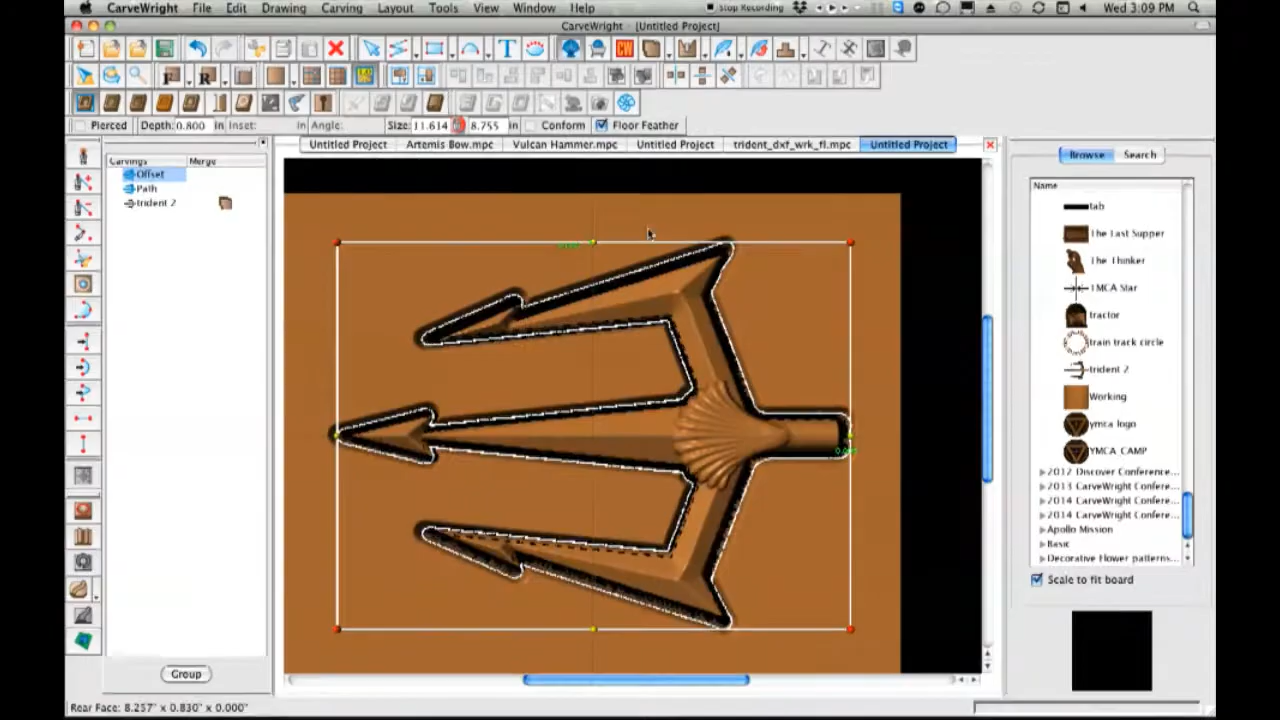 CarveWright File Edit Drawing Carving Layout Tools View Window Help Stop Recording Wed 3:09 PM
CarveWright - [Untitled Project]
Pierced Depth: 0.800 in Inset: in Angle: Size: 11.614 8.755 in Conform Floor Feather
Untitled Project Artemis Bow.mpc Vulcan Hammer.mpc Untitled Project trident_dxf_wrk_fl.mpc Untitled Project
Carvings Merge
Offset
Path
trident 2
Group
Browse Search
Name
tab
The Last Supper
The Thinker
YMCA Star
tractor
train track circle
trident 2
Working
ymca logo
YMCA CAMP
2012 Discover Conference...
2013 CarveWright Confere...
2014 CarveWright Confere...
2014 CarveWright Confere...
Apollo Mission
Basic
Decorative Flower patterns...
Scale to fit board
Rear Face: 8.257" x 0.830" x 0.000"